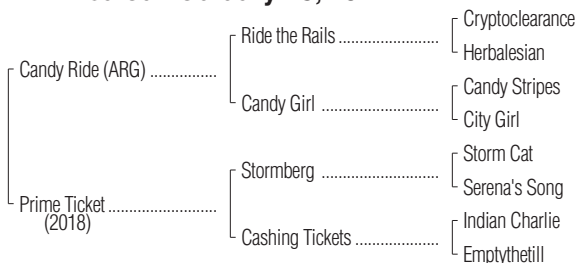 Cryptoclearance
Ride the Rails ....................
Herbalesian
Candy Ride (ARG) .............
Candy Stripes
Candy Girl .......................
City Girl
Storm Cat
Stormberg .......................
Serena's Song
Prime Ticket .....................
(2018)
Indian Charlie
Cashing Tickets .................
Emptythetill